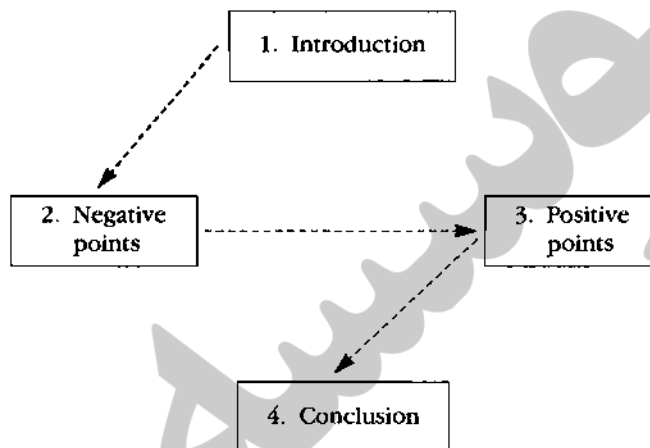 1. Introduction
2. Negative
points
3. Positive
points
4. Conclusion